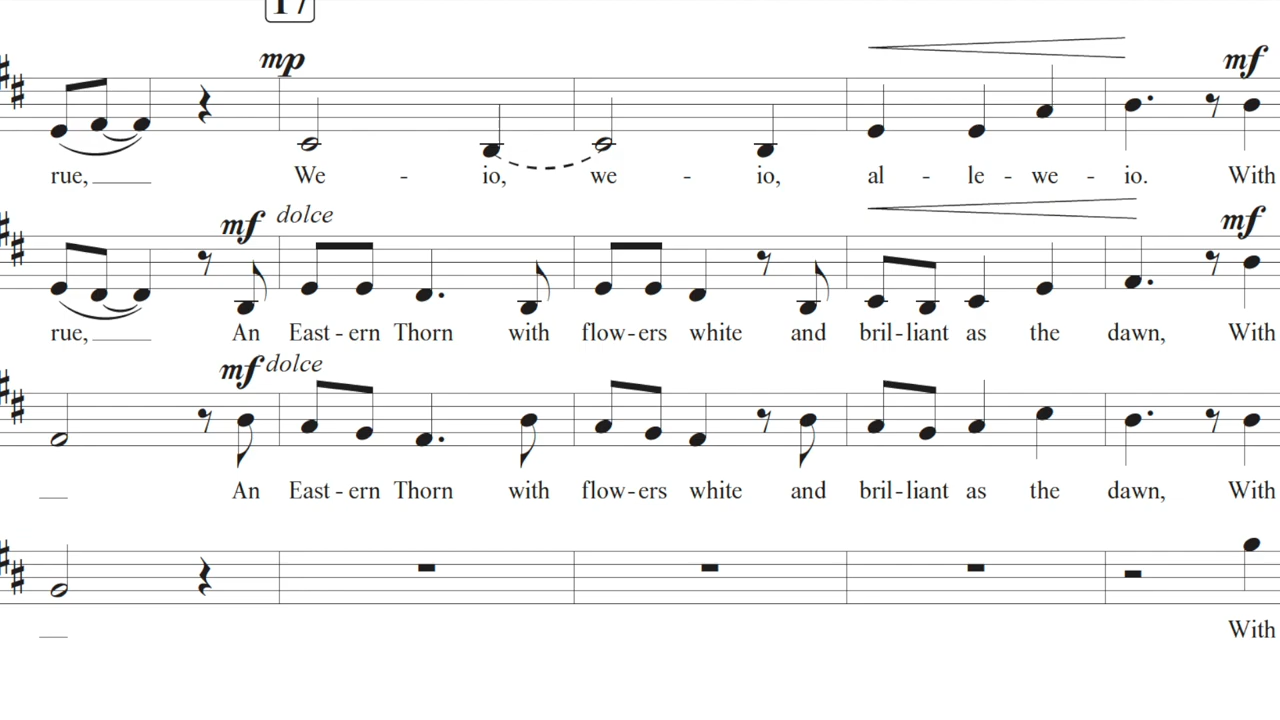 17
mp
mf
rue, We - io, we - io, al - le - we - io. With
mf dolce
mf
rue, An East - ern Thorn with flow - ers white and bril - liant as the dawn, With
mf dolce
An East - ern Thorn with flow - ers white and bril - liant as the dawn, With
With